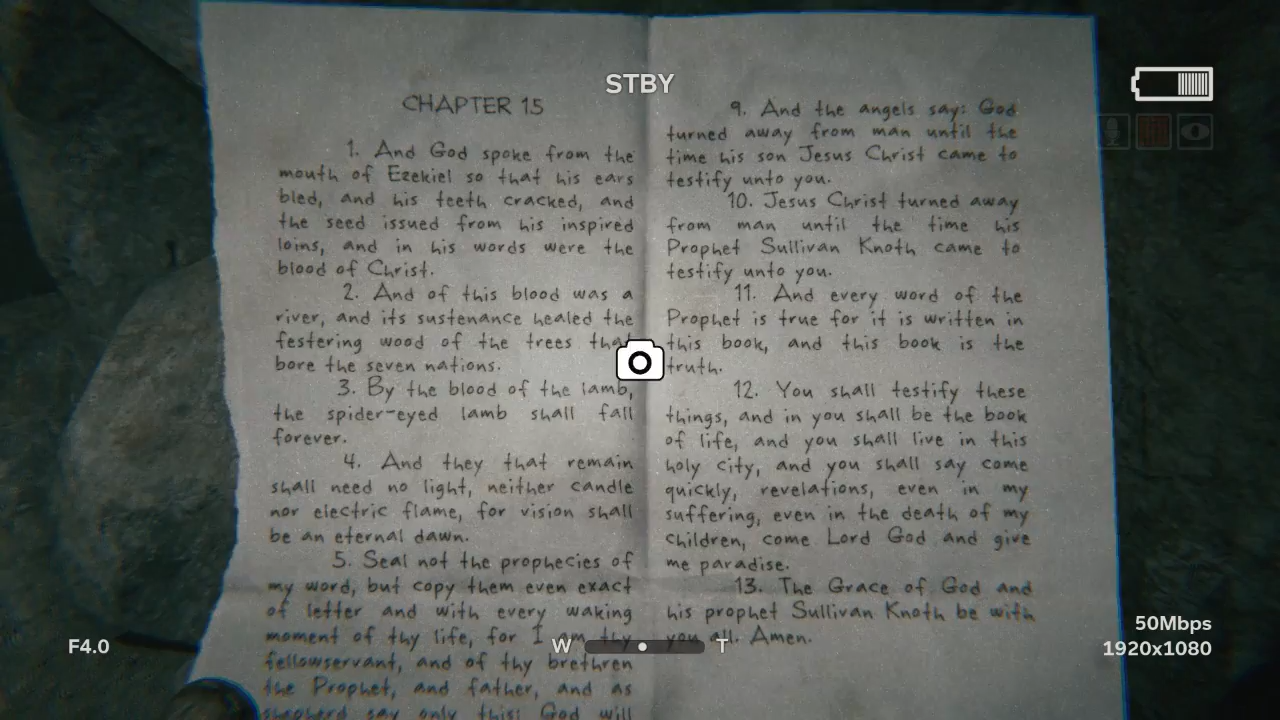 STBY
CHAPTER 15
1. And God spoke from the
mouth of Ezekiel so that his ears
bled, and his teeth cracked, and
the seed issued from his inspired
loins, and in his words were the
blood of Christ.
2. And of this blood was a
river, and its sustenance healed the
festering wood of the trees that
bore the seven nations.
3. By the blood of the lamb,
the spider-eyed lamb shall fall
forever.
4. And they that remain
shall need no light, neither candle
nor electric flame, for vision shall
be an eternal dawn.
5. Seal not the prophecies of
my word, but copy them even exact
of letter and with every waking
moment of thy life, for I am thy
fellowservant, and of thy brethren
the Prophet, and father, and as
shepherd say only this: God will
9. And the angels say: God
turned away from man until the
time his son Jesus Christ came to
testify unto you.
10. Jesus Christ turned away
from man until the time his
Prophet Sullivan Knoth came to
testify unto you.
11. And every word of the
Prophet is true for it is written in
this book, and this book is the
truth.
12. You shall testify these
things, and in you shall be the book
of life, and you shall live in this
holy city, and you shall say come
quickly, revelations, even in my
suffering, even in the death of my
children, come Lord God and give
me paradise.
13. The Grace of God and
his prophet Sullivan Knoth be with
you all. Amen.
F4.0
W T
50Mbps
1920x1080